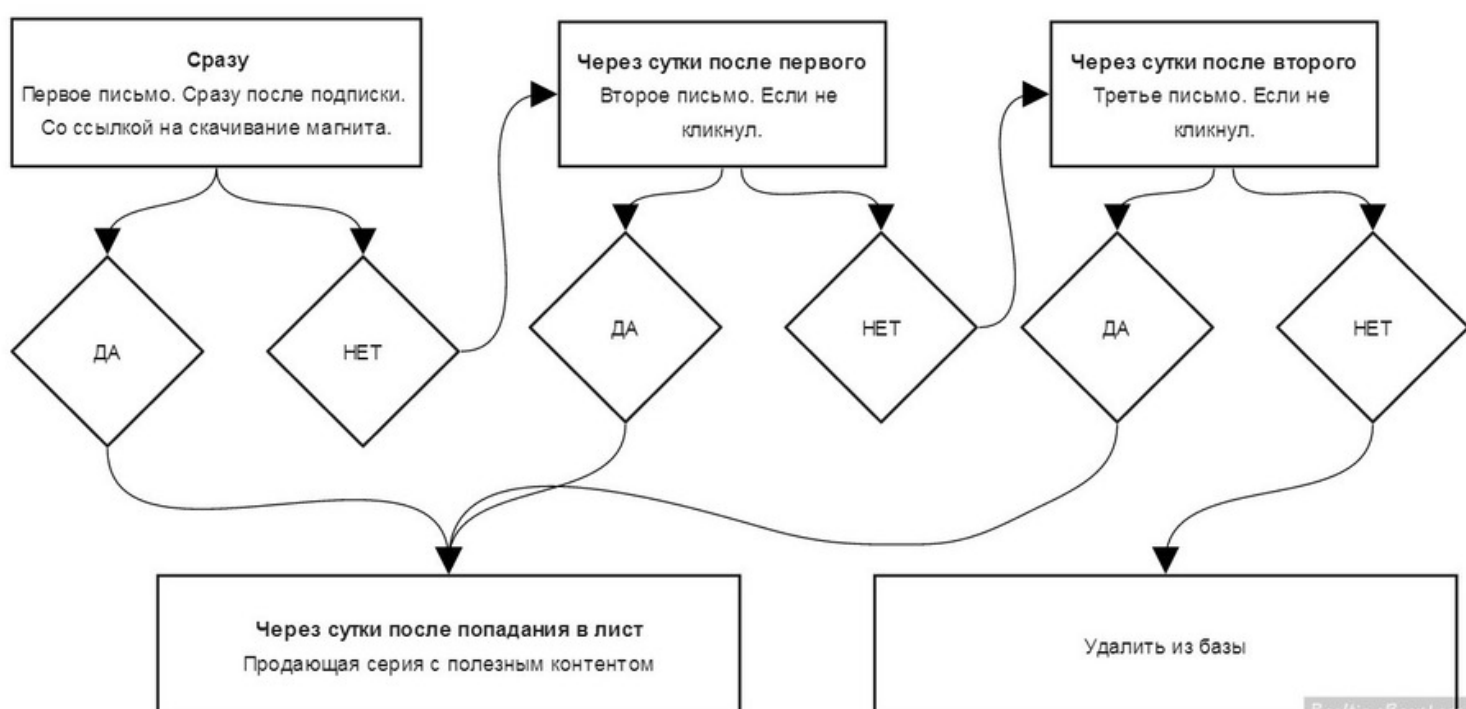 Сразу
Первое письмо. Сразу после подписки.
Со ссылкой на скачивание магнита.
Через сутки после первого
Второе письмо. Если не
кликнул.
Через сутки после второго
Третье письмо. Если не
кликнул.
ДА
НЕТ
ДА
НЕТ
ДА
НЕТ
Через сутки после попадания в лист
Продающая серия с полезным контентом
Удалить из базы